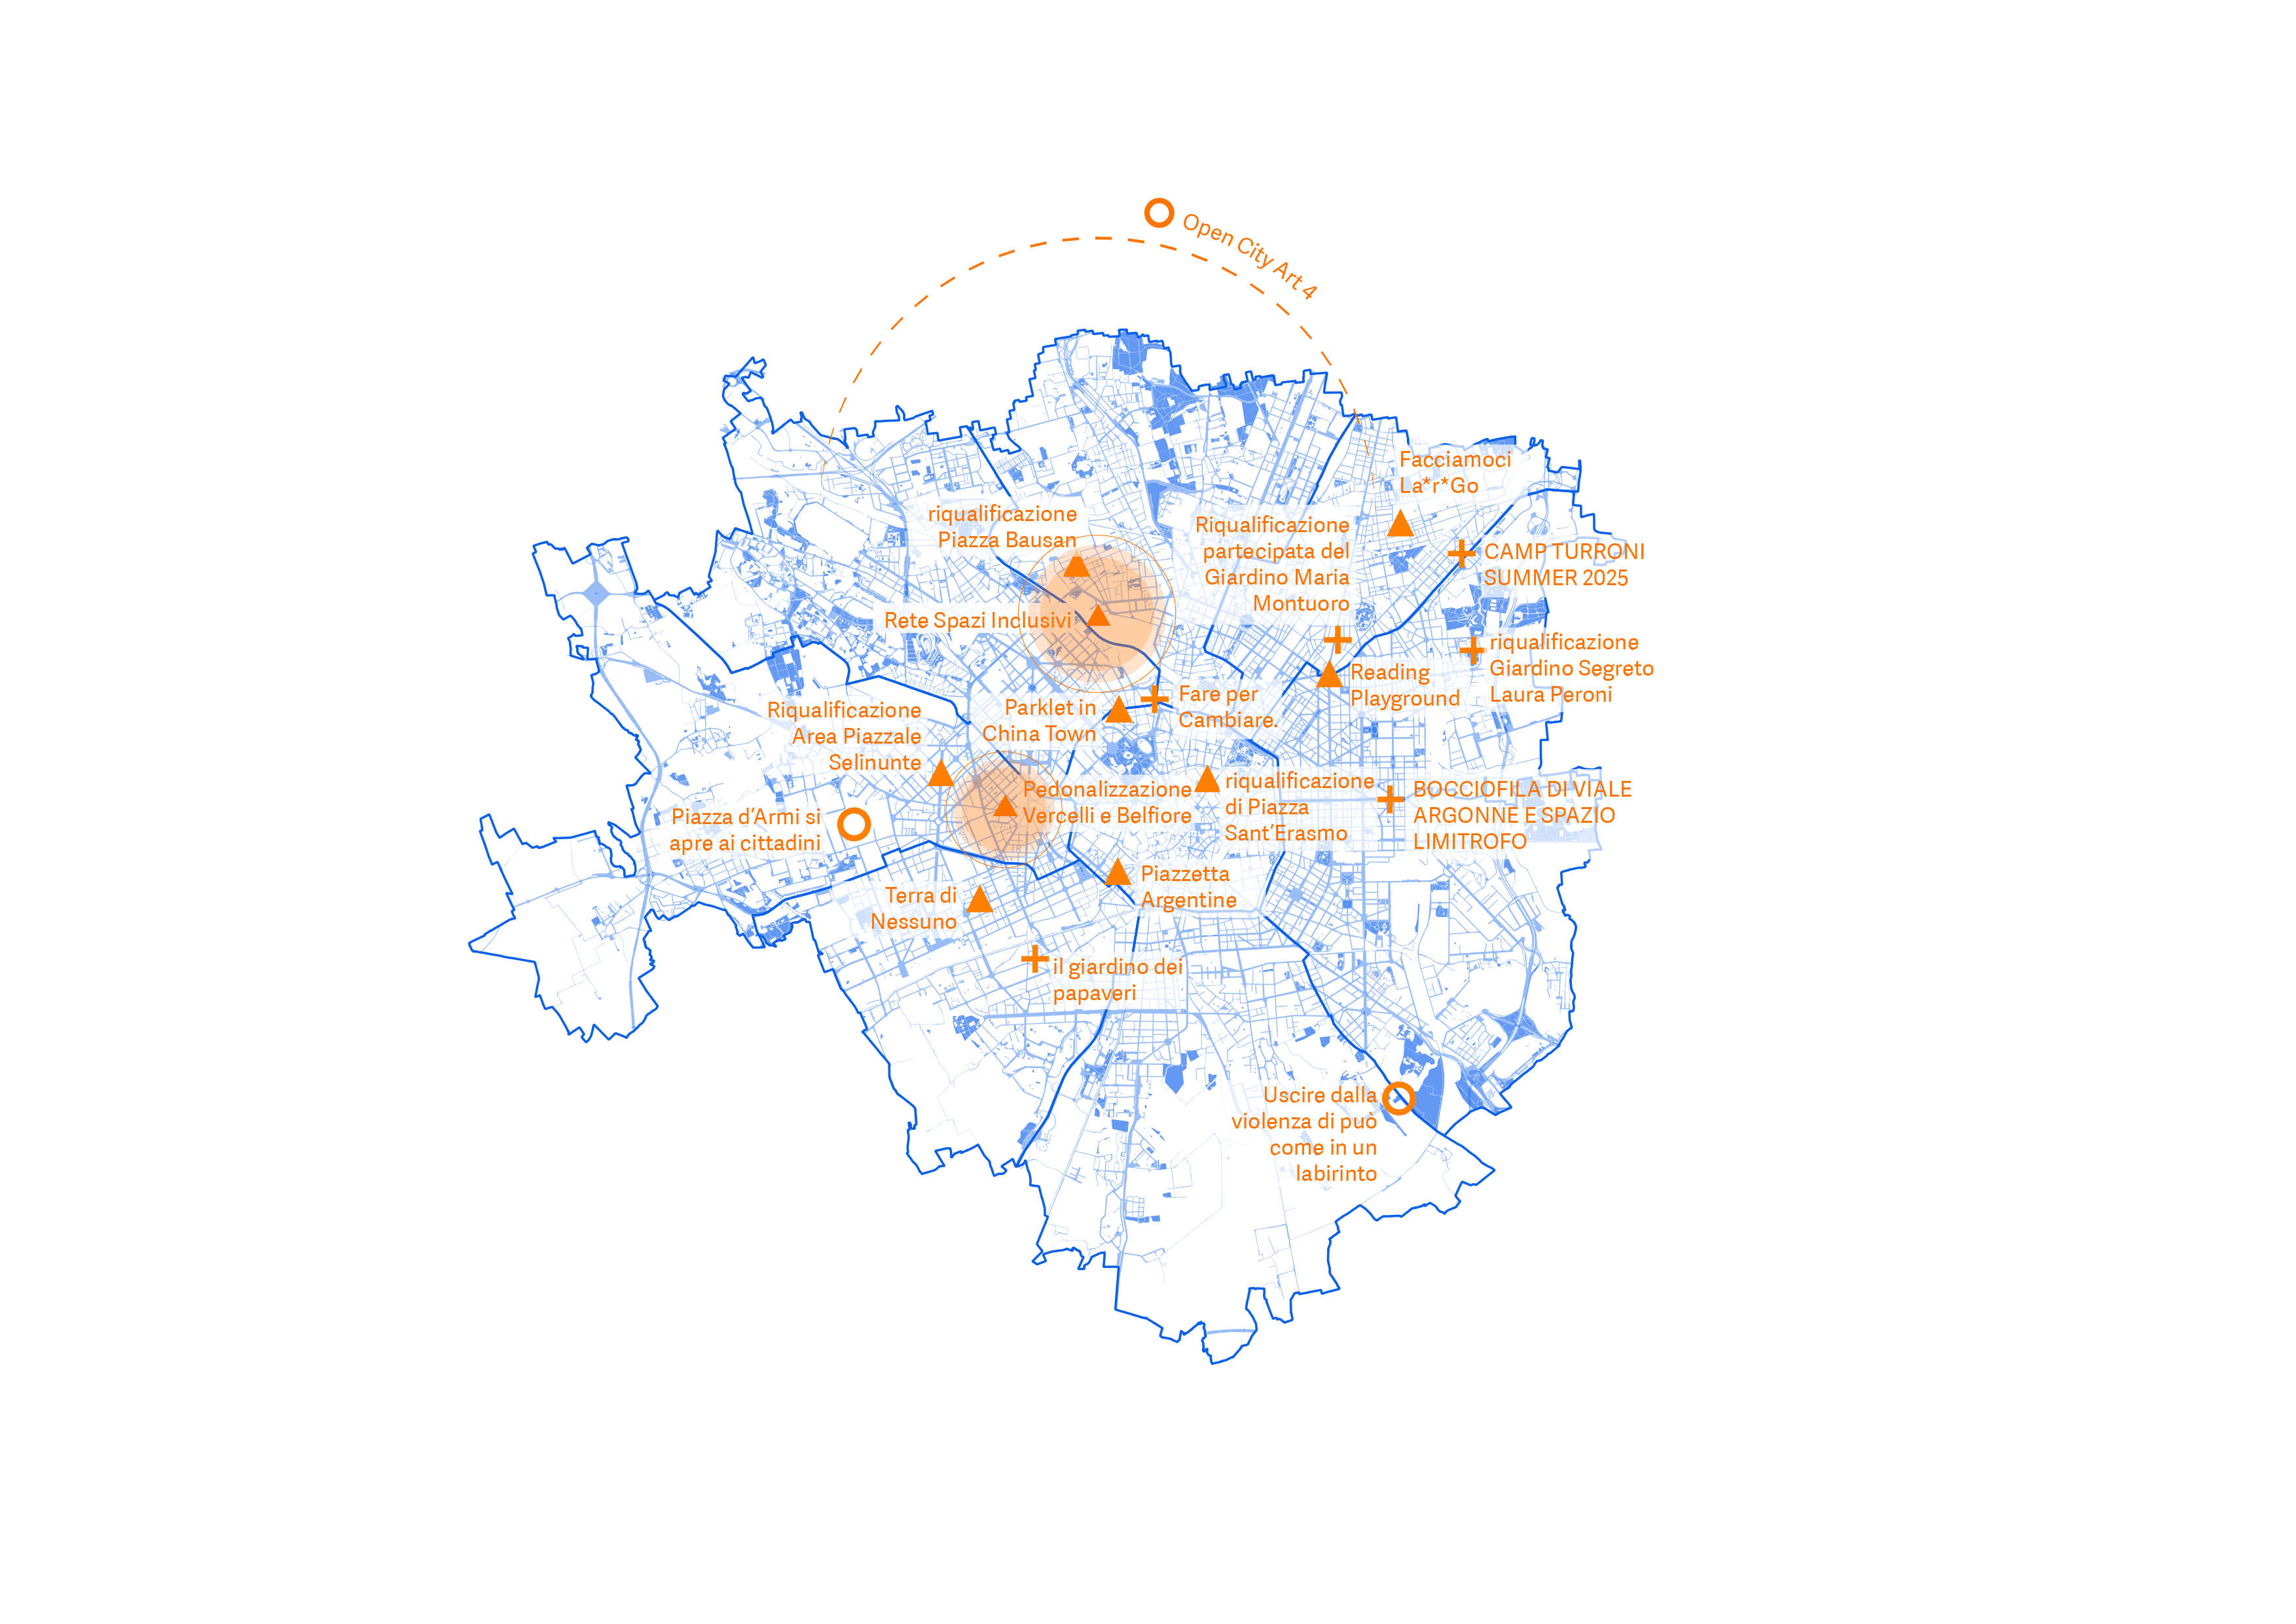 Open City Art 4
Facciamoci
La*r*Go
riqualificazione
Piazza Bausan
Riqualificazione
partecipata del
Giardino Maria
Montuoro
CAMP TURRONI
SUMMER 2025
Rete Spazi Inclusivi
riqualificazione
Giardino Segreto
Laura Peroni
Reading
Playground
Fare per
Cambiare.
Parklet in
China Town
Riqualificazione
Area Piazzale
Selinunte
Pedonalizzazione
Vercelli e Belfiore
riqualificazione
di Piazza
Sant’Erasmo
BOCCIOFILA DI VIALE
ARGONNE E SPAZIO
LIMITROFO
Piazza d’Armi si
apre ai cittadini
Piazzetta
Argentine
Terra di
Nessuno
il giardino dei
papaveri
Uscire dalla
violenza di può
come in un
labirinto